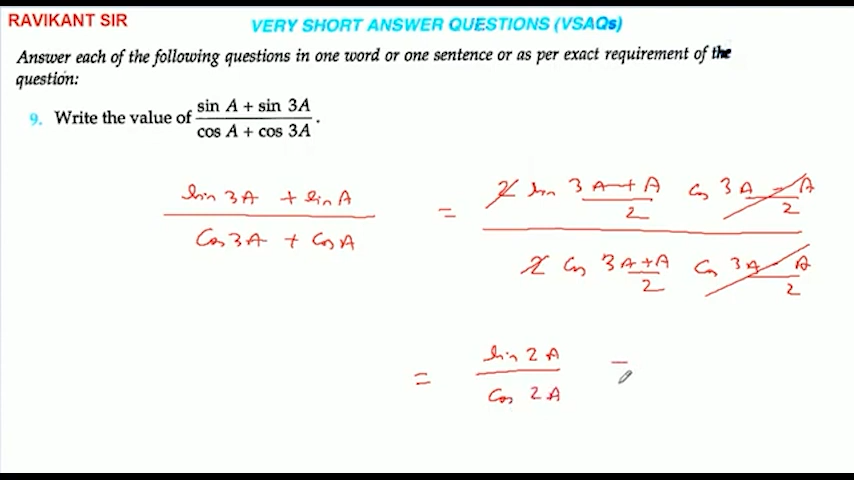 RAVIKANT SIR
VERY SHORT ANSWER QUESTIONS (VSAQs)
Answer each of the following questions in one word or one sentence or as per exact requirement of the
question:
9. Write the value of (sin A + sin 3A)/(cos A + cos 3A).
(sin 3A + sin A)/(cos 3A + cos A) = (2 sin (3A + A)/2 cos (3A - A)/2)/(2 cos (3A + A)/2 cos (3A - A)/2)
= (sin 2A)/(cos 2A)